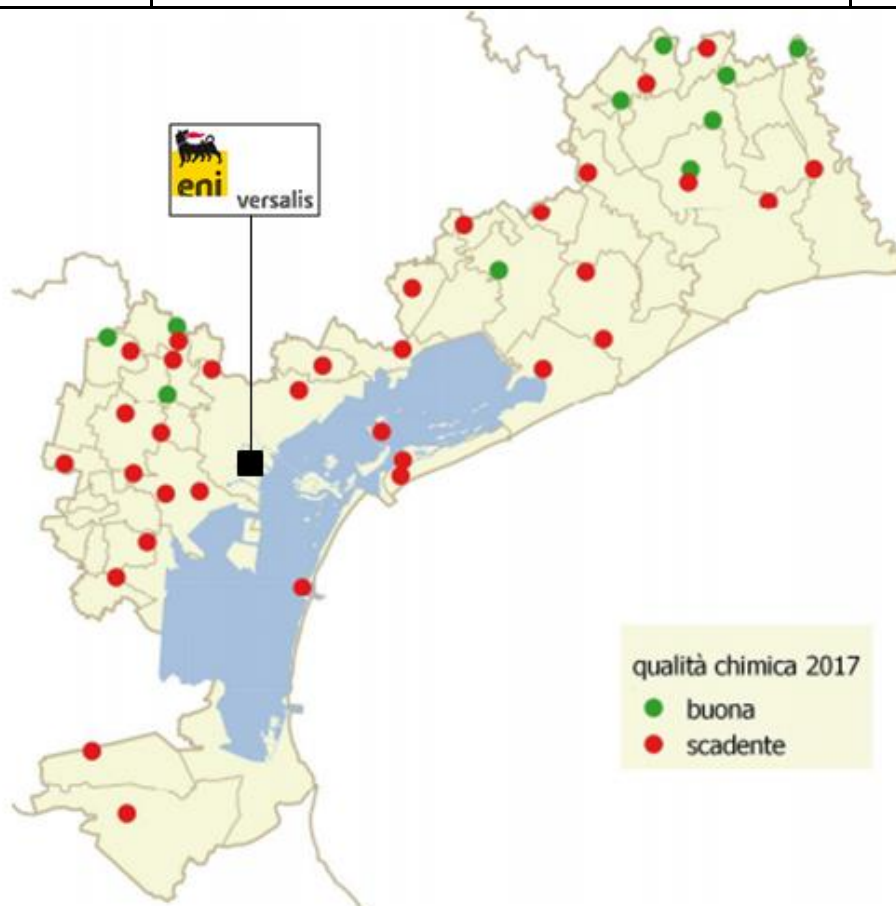 eni
versalis
qualità chimica 2017
buona
scadente